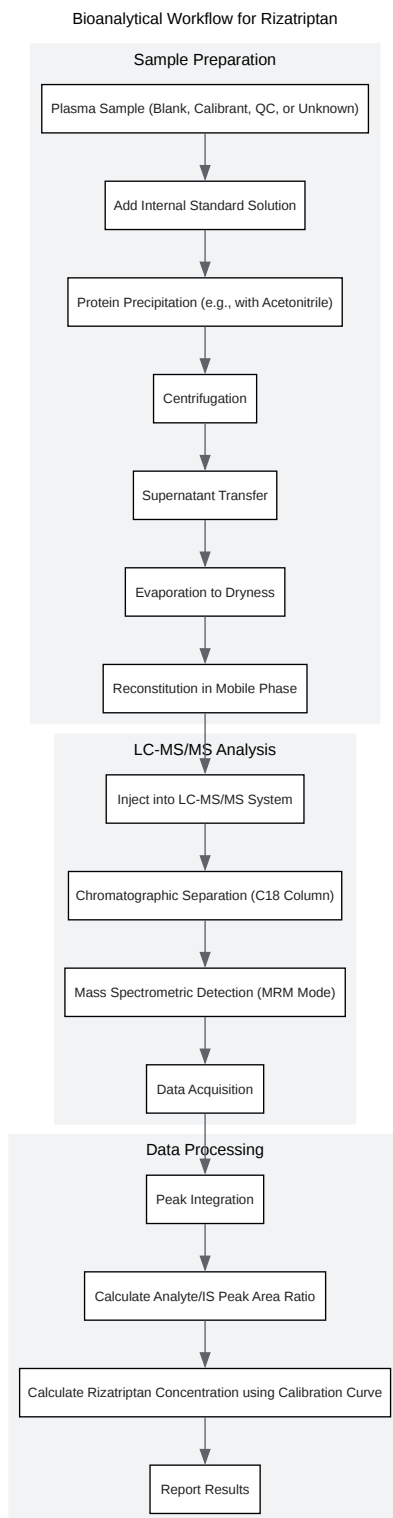 Bioanalytical Workflow for Rizatriptan
Sample Preparation
Plasma Sample (Blank, Calibrant, QC, or Unknown)
Add Internal Standard Solution
Protein Precipitation (e.g., with Acetonitrile)
Centrifugation
Supernatant Transfer
Evaporation to Dryness
Reconstitution in Mobile Phase
LC-MS/MS Analysis
Inject into LC-MS/MS System
Chromatographic Separation (C18 Column)
Mass Spectrometric Detection (MRM Mode)
Data Acquisition
Data Processing
Peak Integration
Calculate Analyte/IS Peak Area Ratio
Calculate Rizatriptan Concentration using Calibration Curve
Report Results